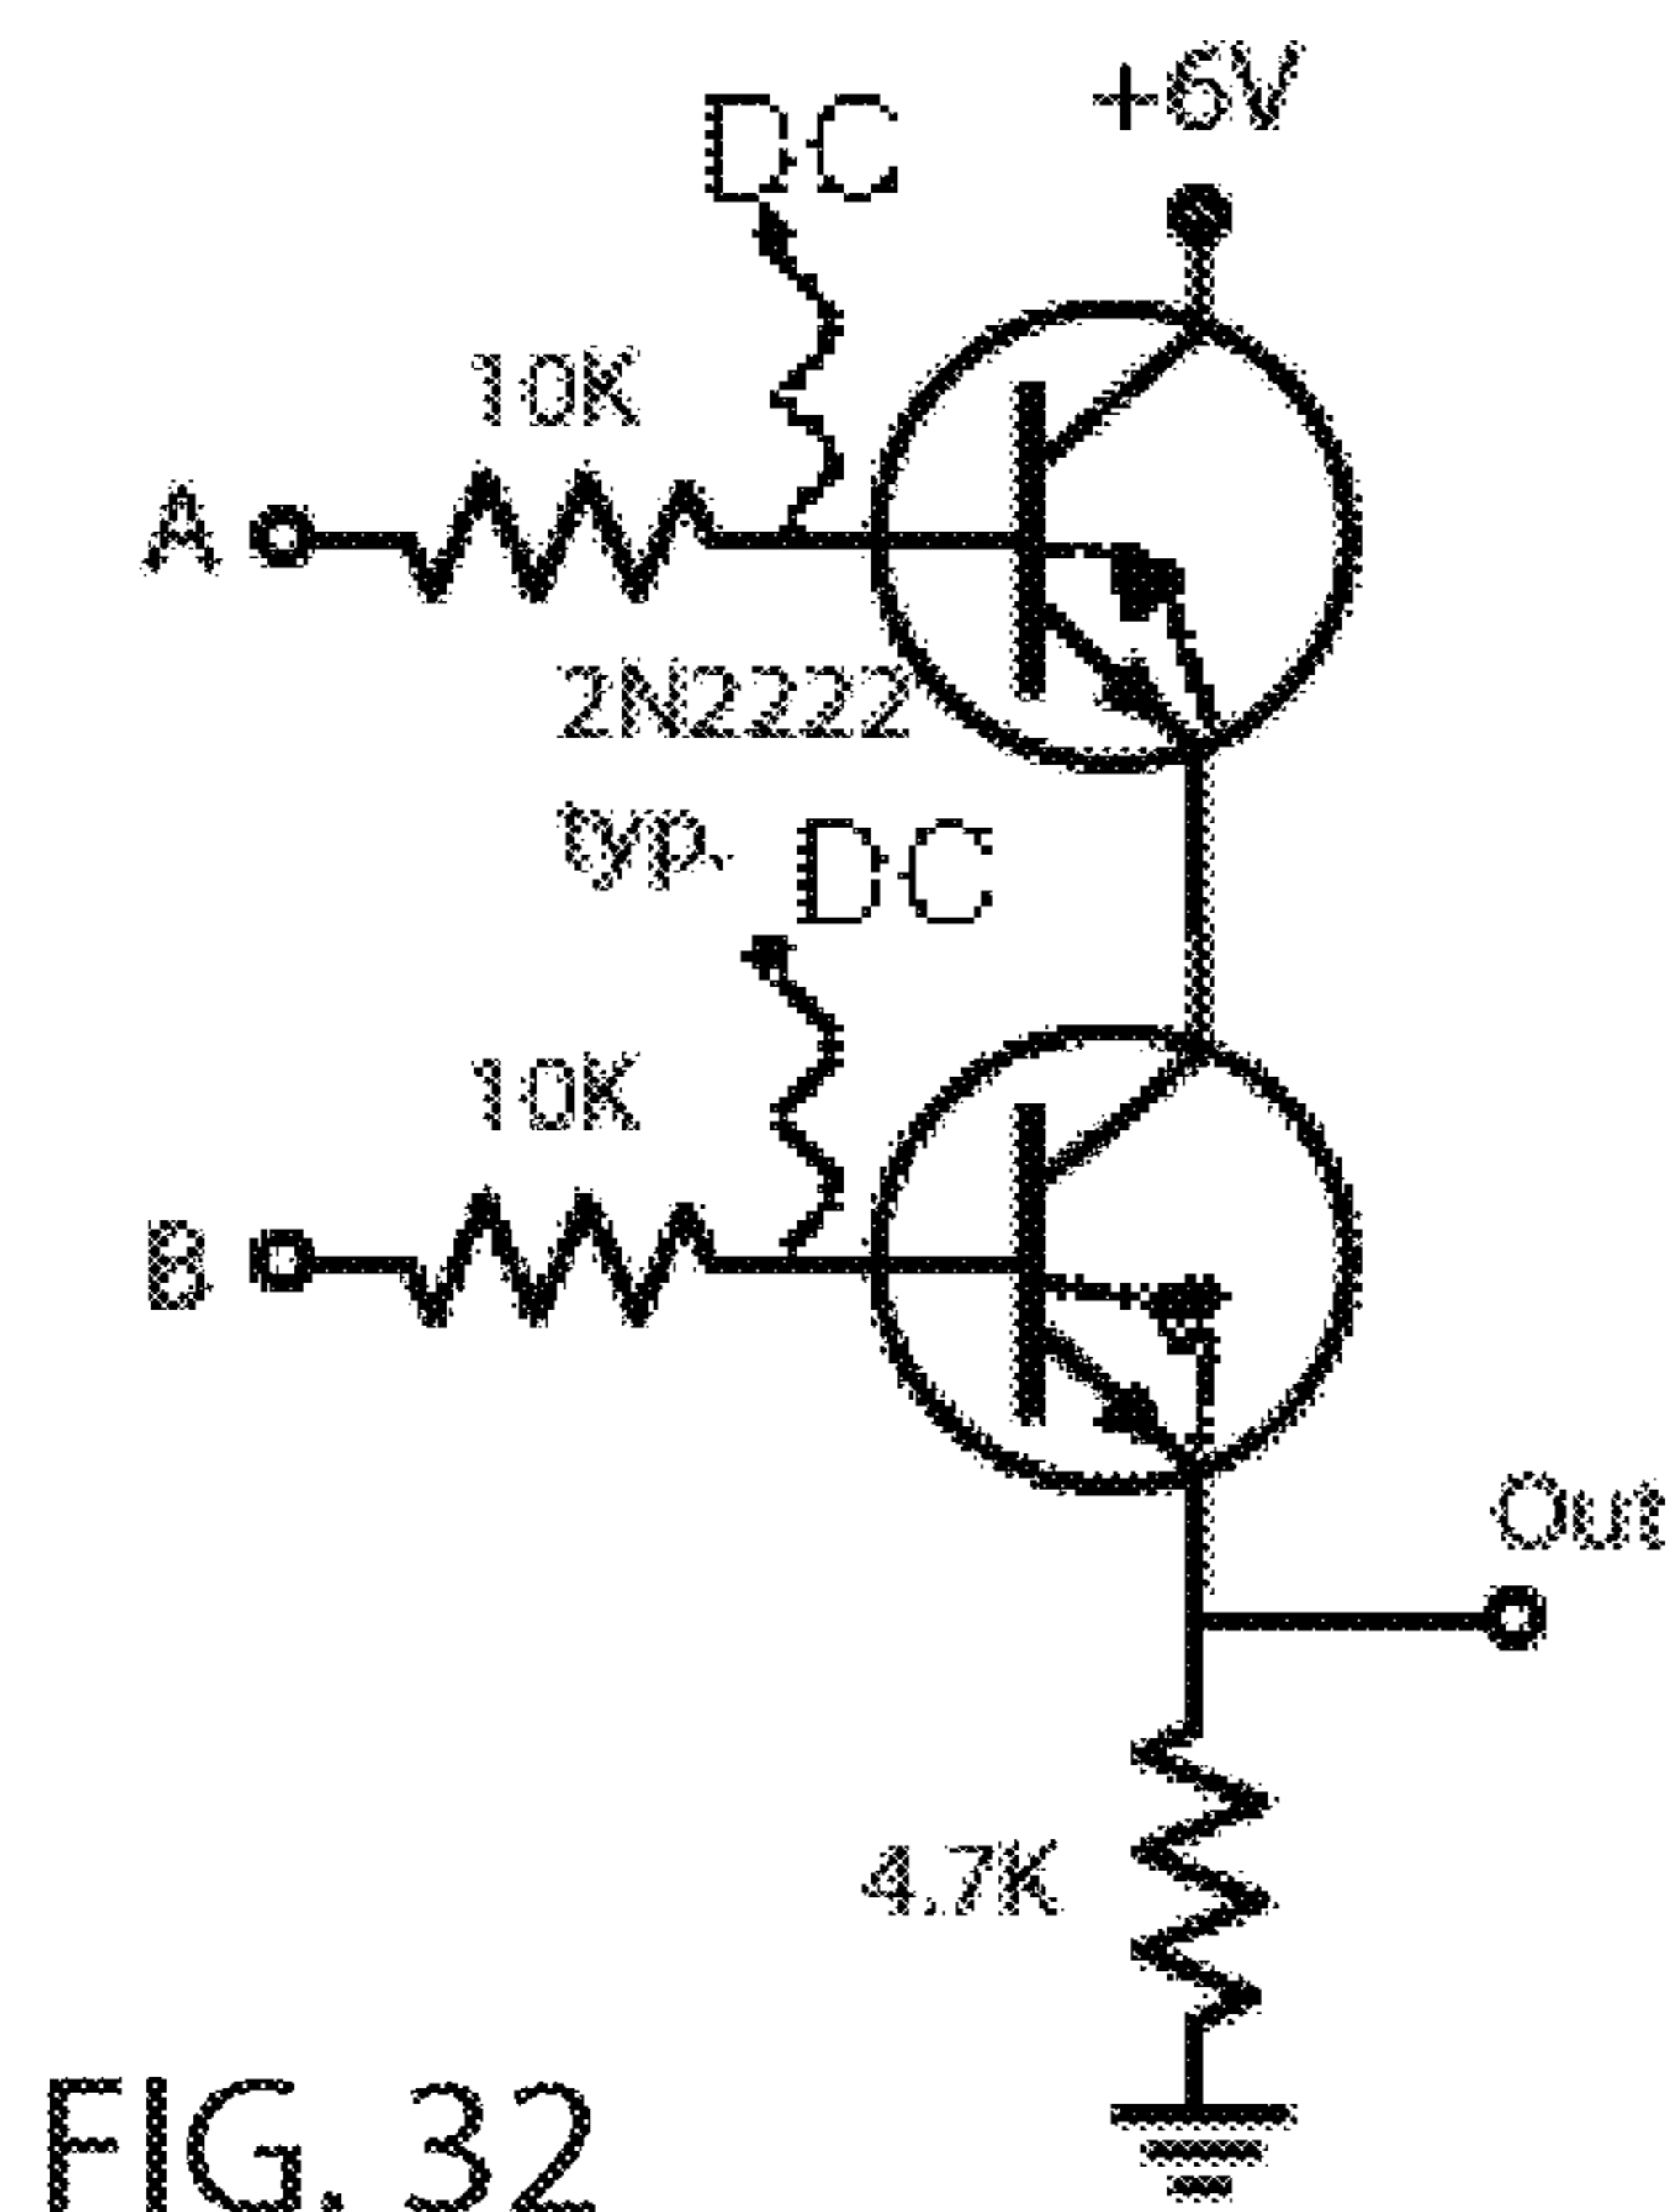 +6V
DC
10K
A
2N2222
typ.
DC
10K
B
Out
4.7K
FIG. 32